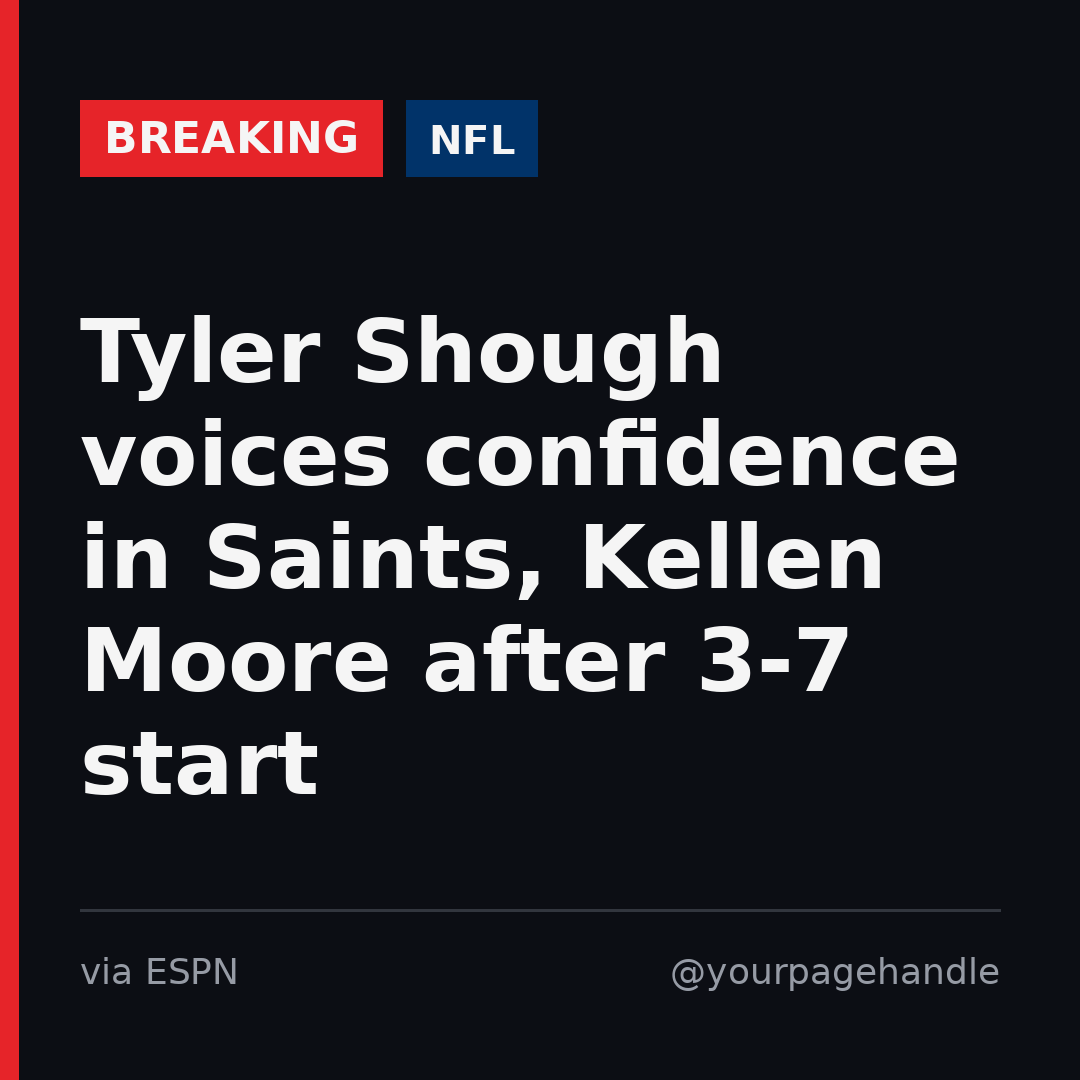 BREAKING NFL
Tyler Shough
voices confidence
in Saints, Kellen
Moore after 3-7
start
via ESPN @yourpagehandle